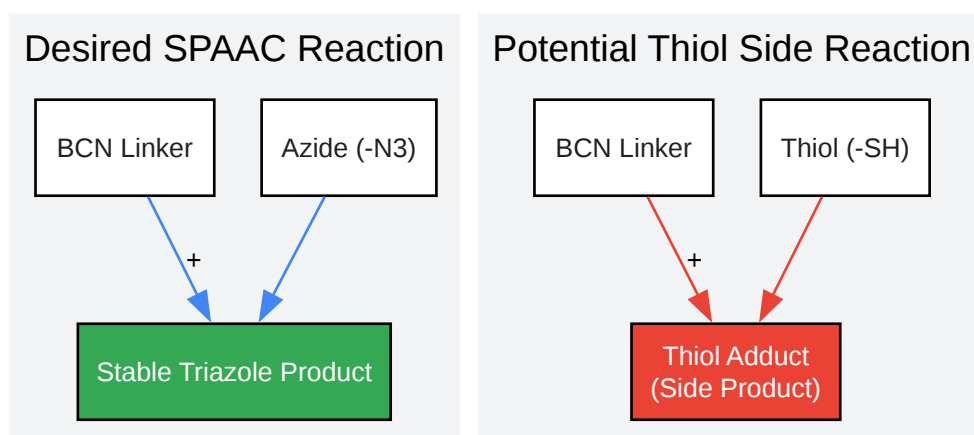 Desired SPAAC Reaction
BCN Linker
Azide (-N3)
+
Stable Triazole Product
Potential Thiol Side Reaction
BCN Linker
Thiol (-SH)
+
Thiol Adduct
(Side Product)